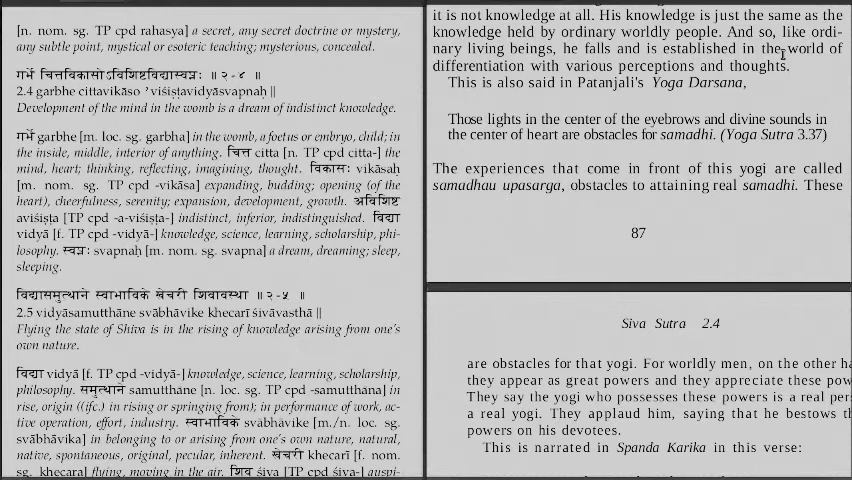 [n. nom. sg. TP cpd rahasya] a secret, any secret doctrine or mystery,
any subtle point, mystical or esoteric teaching; mysterious, concealed.
गर्भे चित्तविकासोऽविशिष्टविद्यास्वप्नः ॥ २-४ ॥
2.4 garbhe cittavikāso ’viśiṣṭavidyāsvapnaḥ ||
Development of the mind in the womb is a dream of indistinct knowledge.
गर्भे garbhe [m. loc. sg. garbha] in the womb, a foetus or embryo, child; in
the inside, middle, interior of anything. चित्त citta [n. TP cpd citta-] the
mind, heart; thinking, reflecting, imagining, thought. विकासः vikāsaḥ
[m. nom. sg. TP cpd -vikāsa] expanding, budding; opening (of the
heart), cheerfulness, serenity; expansion, development, growth. अविशिष्ट
aviśiṣṭa [TP cpd -a-viśiṣṭa-] indistinct, inferior, indistinguished. विद्या
vidyā [f. TP cpd -vidyā-] knowledge, science, learning, scholarship, phi-
losophy. स्वप्नः svapnaḥ [m. nom. sg. svapna] a dream, dreaming; sleep,
sleeping.
विद्यासमुत्थाने स्वाभाविके खेचरी शिवावस्था ॥ २-५ ॥
2.5 vidyāsamutthāne svābhāvike khecarī śivāvasthā ||
Flying the state of Shiva is in the rising of knowledge arising from one’s
own nature.
विद्या vidyā [f. TP cpd -vidyā-] knowledge, science, learning, scholarship,
philosophy. समुत्थाने samutthāne [n. loc. sg. TP cpd -samutthāna] in
rise, origin ((ifc.) in rising or springing from); in performance of work, ac-
tive operation, effort, industry. स्वाभाविके svābhāvike [m./n. loc. sg.
svābhāvika] in belonging to or arising from one’s own nature, natural,
native, spontaneous, original, pecular, inherent. खेचरी khecarī [f. nom.
sg. khecara] flying, moving in the air. शिव śiva [TP cpd śiva-] auspi-
it is not knowledge at all. His knowledge is just the same as the
knowledge held by ordinary worldly people. And so, like ordi-
nary living beings, he falls and is established in the world of
differentiation with various perceptions and thoughts.
This is also said in Patanjali's Yoga Darsana,
Those lights in the center of the eyebrows and divine sounds in
the center of heart are obstacles for samadhi. (Yoga Sutra 3.37)
The experiences that come in front of this yogi are called
samadhau upasarga, obstacles to attaining real samadhi. These
87
Siva Sutra 2.4
are obstacles for that yogi. For worldly men, on the other ha
they appear as great powers and they appreciate these pow
They say the yogi who possesses these powers is a real per
a real yogi. They applaud him, saying that he bestows t
powers on his devotees.
This is narrated in Spanda Karika in this verse: